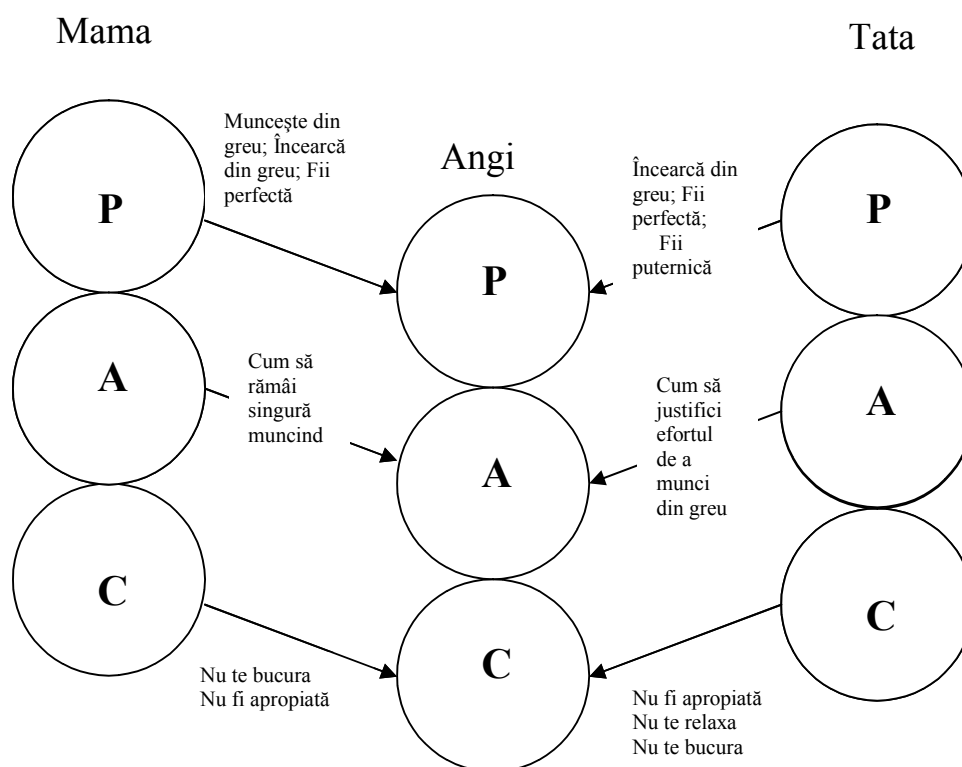 Mama
Tata
Angi
Munceşte din
greu; Încearcă
din greu; Fii
perfectă
Încearcă din
greu; Fii
perfectă;
Fii
puternică
P
P
P
Cum să
rămâi
singură
muncind
Cum să
justifici
efortul
de a
munci
din greu
A
A
A
C
C
C
Nu te bucura
Nu fi apropiată
Nu fi apropiată
Nu te relaxa
Nu te bucura